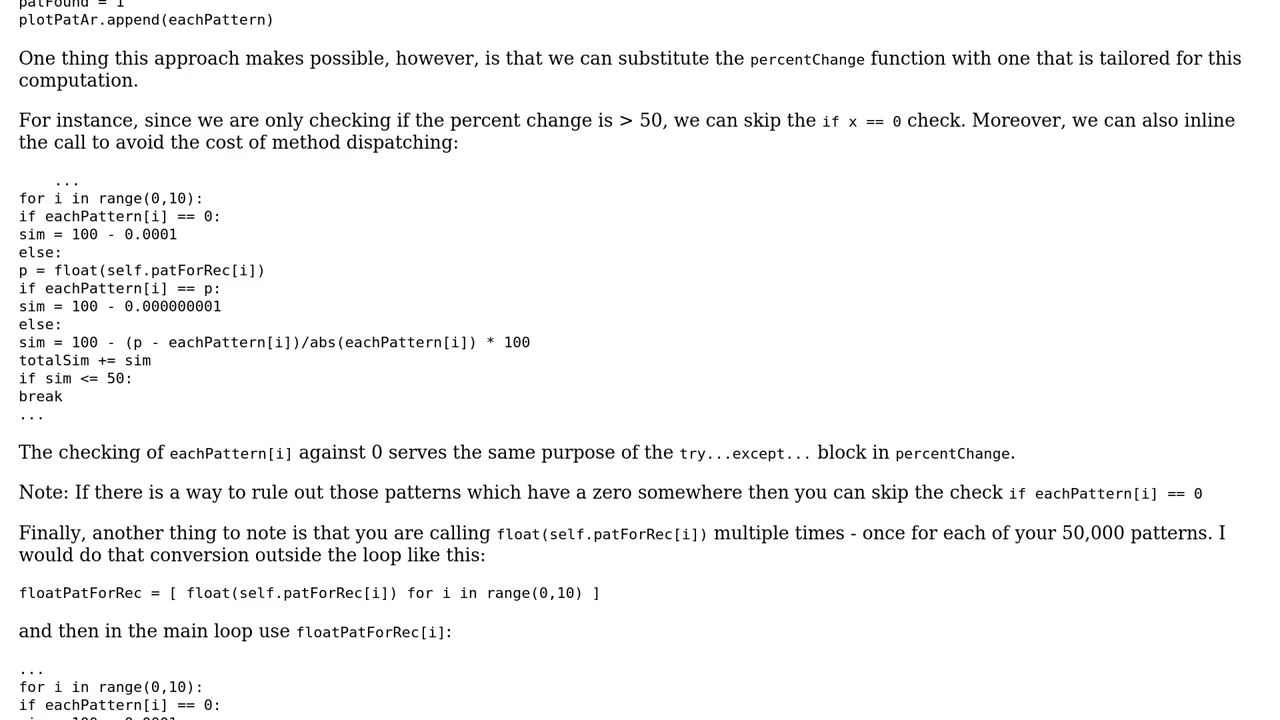 patFound = 1
plotPatAr.append(eachPattern)
One thing this approach makes possible, however, is that we can substitute the percentChange function with one that is tailored for this
computation.
For instance, since we are only checking if the percent change is > 50, we can skip the if x == 0 check. Moreover, we can also inline
the call to avoid the cost of method dispatching:
...
for i in range(0,10):
if eachPattern[i] == 0:
sim = 100 - 0.0001
else:
p = float(self.patForRec[i])
if eachPattern[i] == p:
sim = 100 - 0.000000001
else:
sim = 100 - (p - eachPattern[i])/abs(eachPattern[i]) * 100
totalSim += sim
if sim <= 50:
break
...
The checking of eachPattern[i] against 0 serves the same purpose of the try...except... block in percentChange.
Note: If there is a way to rule out those patterns which have a zero somewhere then you can skip the check if eachPattern[i] == 0
Finally, another thing to note is that you are calling float(self.patForRec[i]) multiple times - once for each of your 50,000 patterns. I
would do that conversion outside the loop like this:
floatPatForRec = [ float(self.patForRec[i]) for i in range(0,10) ]
and then in the main loop use floatPatForRec[i]:
...
for i in range(0,10):
if eachPattern[i] == 0:
sim = 100 - 0.0001